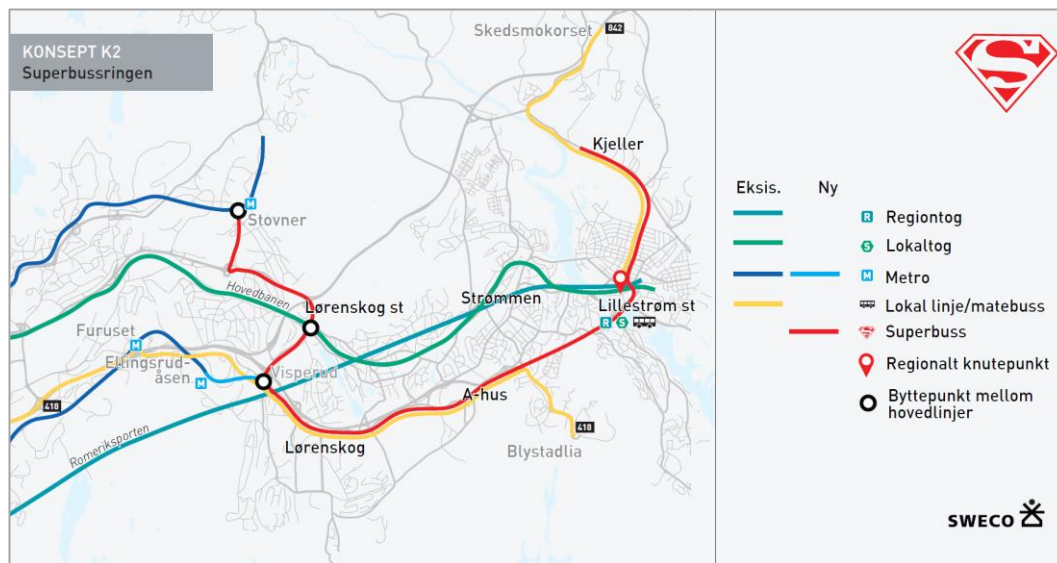 KONSEPT K2
Superbussringen
Skedsmokorset
842
Kjeller
Stovner
M
Hovedbanen
Lørenskog st
Strømmen
Lillestrøm st
R S
Furuset
M
Ellingsrud-
åsen
M
Visperud
418
A-hus
Romeriksporten
Lørenskog
Blystadlia
418
S
Eksis. Ny
R Regiontog
S Lokaltog
M Metro
Lokal linje/matebuss
Superbuss
Regionalt knutepunkt
Byttepunkt mellom
hovedlinjer
SWECO